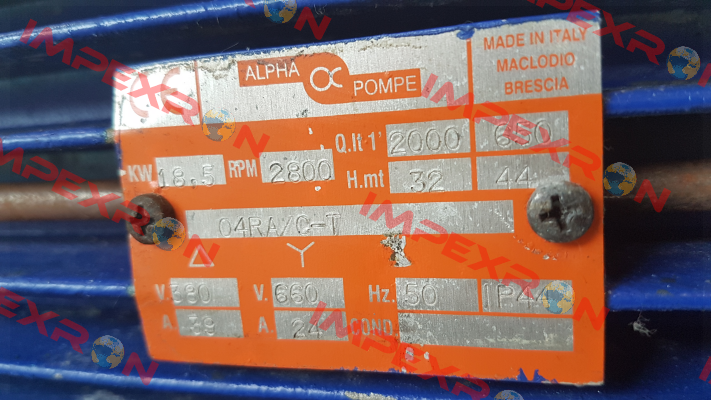 ALPHA POMPE
MADE IN ITALY
MACLODIO
BRESCIA
KW 18.5 RPM 2800 Q.lt-1' 2000 650
H.mt 32 44
04RA/C-T
Δ Y
V. 380 V. 660 Hz. 50 IP44
A. 39 A. 24 COND.
IMPEXRON